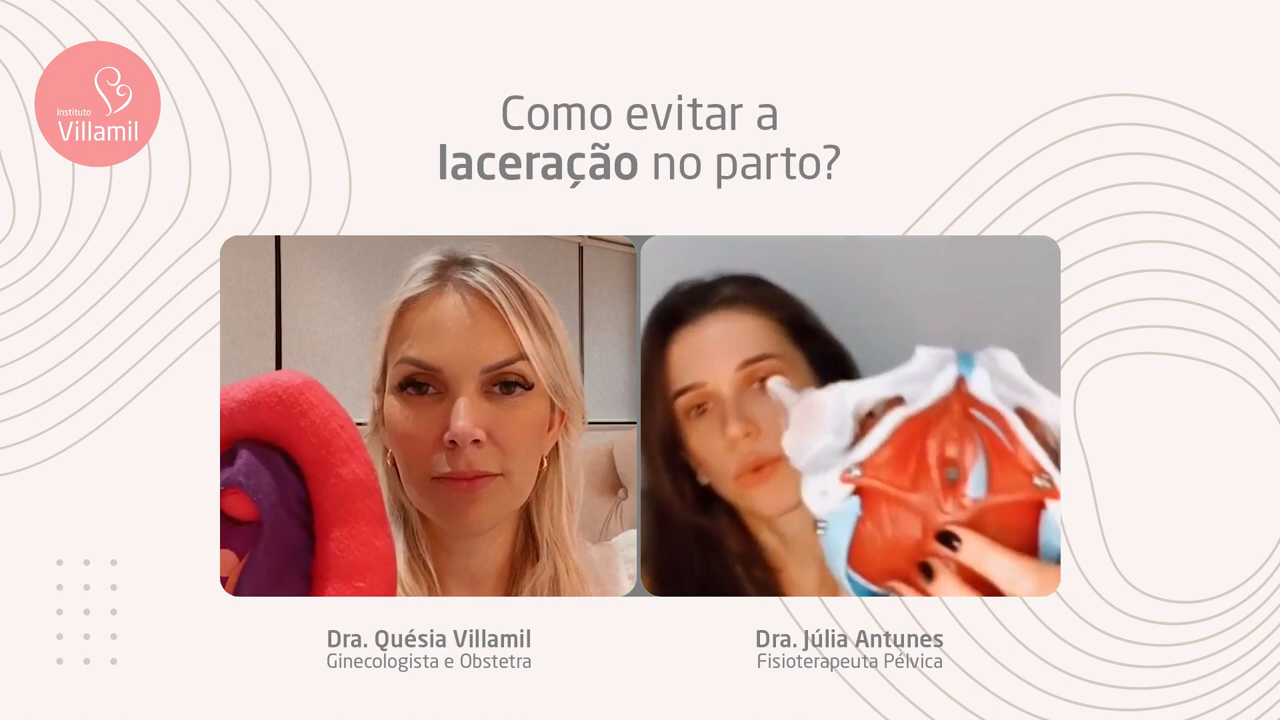 Instituto
Villamil
Como evitar a
laceração no parto?
Dra. Quésia Villamil
Ginecologista e Obstetra
Dra. Júlia Antunes
Fisioterapeuta Pélvica